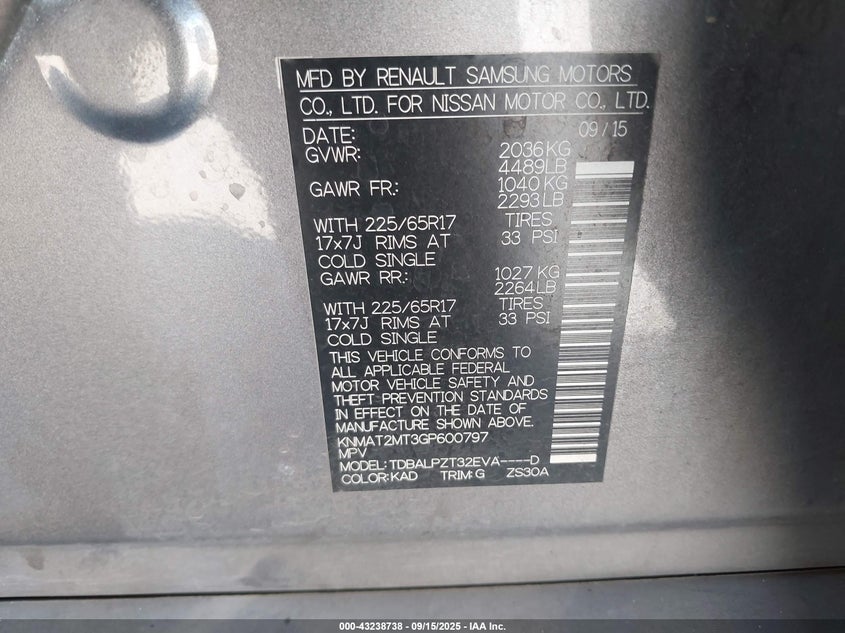 MFD BY RENAULT SAMSUNG MOTORS
CO., LTD. FOR NISSAN MOTOR CO., LTD.
DATE: 09/15
GVWR: 2036KG
4489LB
GAWR FR.: 1040KG
2293LB
WITH 225/65R17 TIRES
17x7J RIMS AT 33 PSI
COLD SINGLE
GAWR RR.: 1027KG
2264LB
WITH 225/65R17 TIRES
17x7J RIMS AT 33 PSI
COLD SINGLE
THIS VEHICLE CONFORMS TO
ALL APPLICABLE FEDERAL
MOTOR VEHICLE SAFETY AND
THEFT PREVENTION STANDARDS
IN EFFECT ON THE DATE OF
MANUFACTURE SHOWN ABOVE.
KNMAT2MT3GP600797
MPV
MODEL: TDBALPZT32EVA----D
COLOR: KAD TRIM: G ZS30A
000-43238738 - 09/15/2025 - IAA Inc.